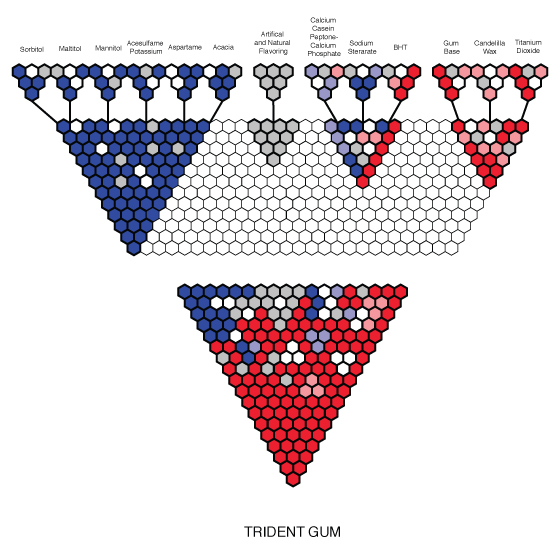 Sorbitol
Maltitol
Mannitol
Acesulfame
Potassium
Aspartame
Acacia
Artifical
and Natural
Flavoring
Calcium
Casein
Peptone-
Calcium
Phosphate
Sodium
Sterarate
BHT
Gum
Base
Candelilla
Wax
Titanium
Dioxide
TRIDENT GUM